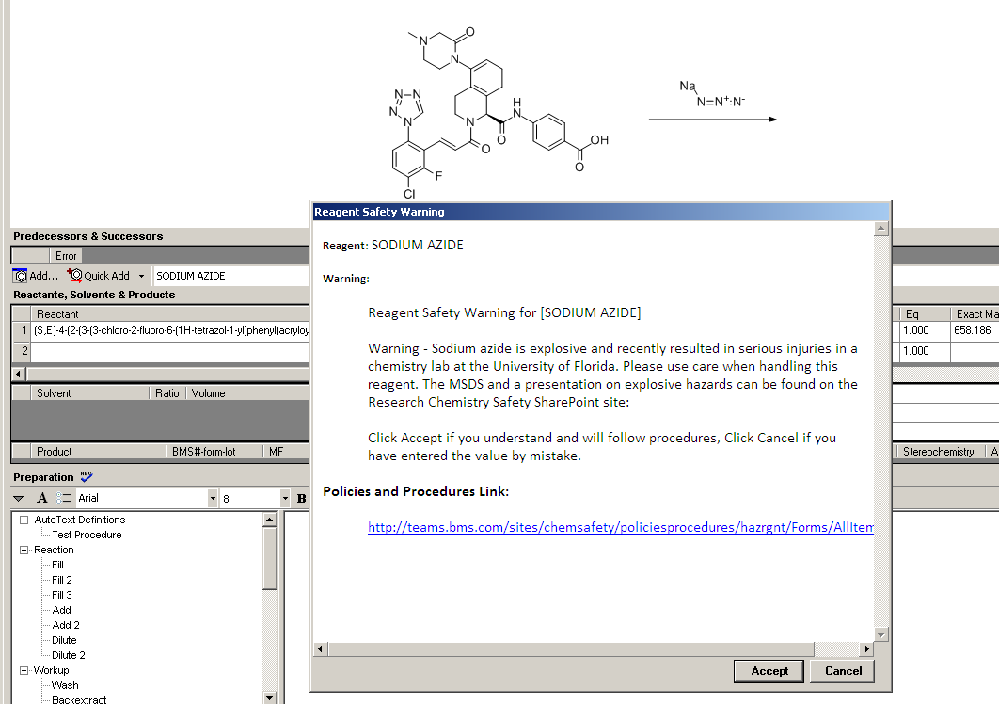 O
N
N
N
N
N
N
N
H
N
O
O
OH
O
F
Cl
Na
N=N⁺:N⁻
Reagent Safety Warning
Reagent: SODIUM AZIDE
Warning:
Reagent Safety Warning for [SODIUM AZIDE]
Warning - Sodium azide is explosive and recently resulted in serious injuries in a
chemistry lab at the University of Florida. Please use care when handling this
reagent. The MSDS and a presentation on explosive hazards can be found on the
Research Chemistry Safety SharePoint site:
Click Accept if you understand and will follow procedures, Click Cancel if you
have entered the value by mistake.
Policies and Procedures Link:
http://teams.bms.com/sites/chemsafety/policiesprocedures/hazrgnt/Forms/AllItem
Accept Cancel
Predecessors & Successors
Error
Add... Quick Add SODIUM AZIDE
Reactants, Solvents & Products
Reactant Eq Exact Ma
1 (S,E)-4-(2-(3-(3-chloro-2-fluoro-6-(1H-tetrazol-1-yl)phenyl)acryloy 1.000 658.186
2 1.000
Solvent Ratio Volume
Product BMS#-form-lot MF Stereochemistry A
Preparation ABC
A Arial 8 B
AutoText Definitions
Test Procedure
Reaction
Fill
Fill 2
Fill 3
Add
Add 2
Dilute
Dilute 2
Workup
Wash
Backextract